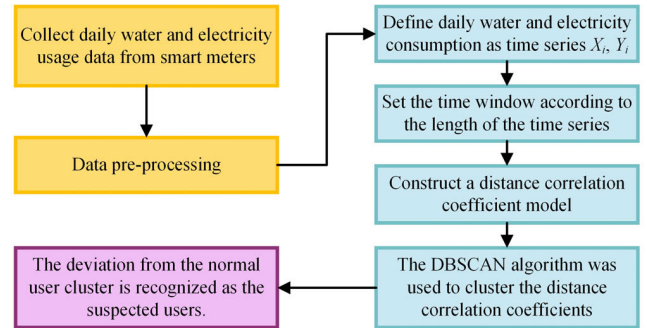 Collect daily water and electricity
usage data from smart meters
Data pre-processing
Define daily water and electricity
consumption as time series Xᵢ, Yᵢ
Set the time window according to
the length of the time series
Construct a distance correlation
coefficient model
The DBSCAN algorithm was
used to cluster the distance
correlation coefficients
The deviation from the normal
user cluster is recognized as the
suspected users.